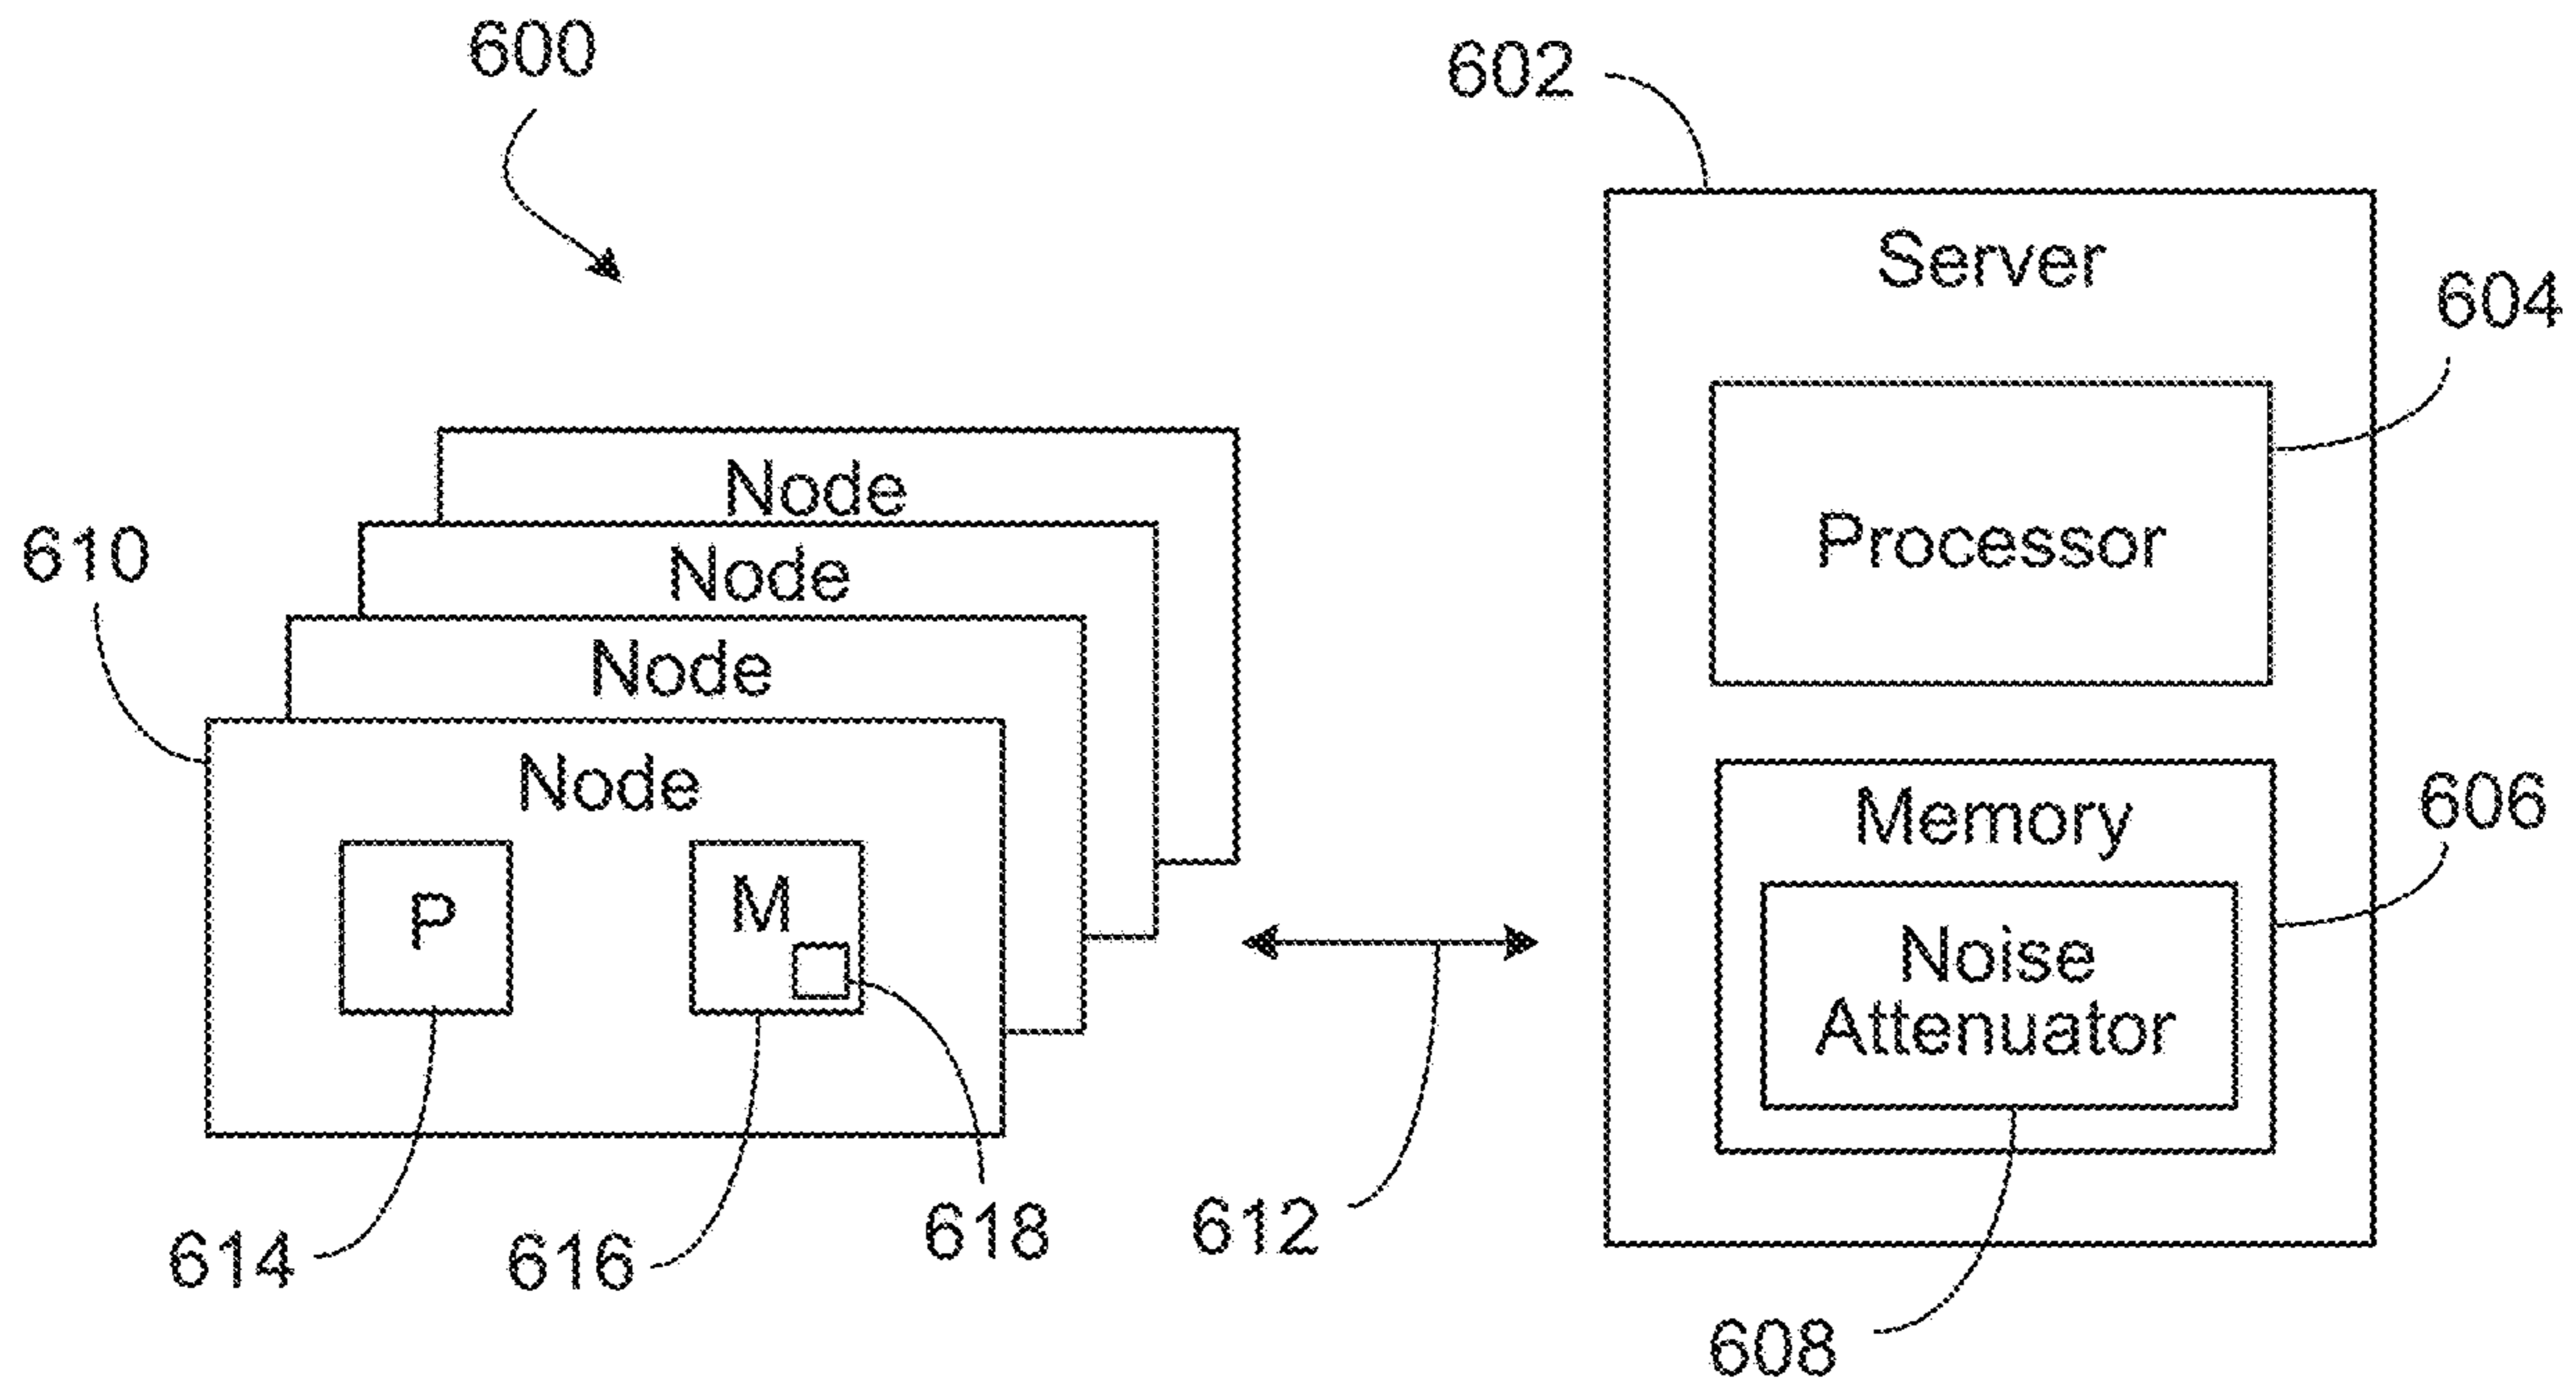 600
602
Server
604
Processor
Node
Node
610
Node
Node
606
Memory
P
M
Noise
Attenuator
614
616
618
612
608